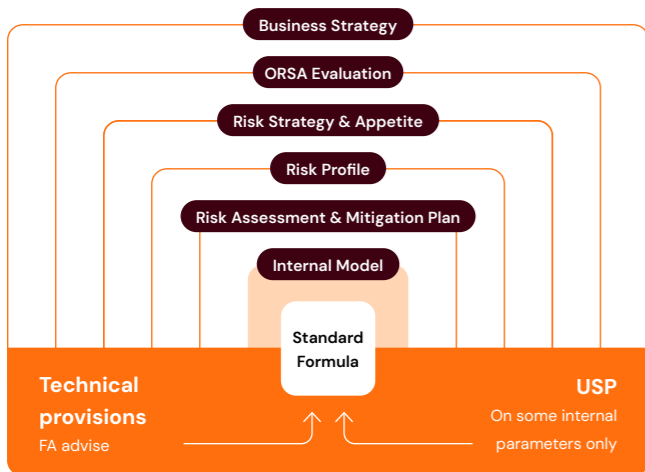 Business Strategy
ORSA Evaluation
Risk Strategy & Appetite
Risk Profile
Risk Assessment & Mitigation Plan
Internal Model
Standard
Formula
Technical
provisions
FA advise
USP
On some internal
parameters only